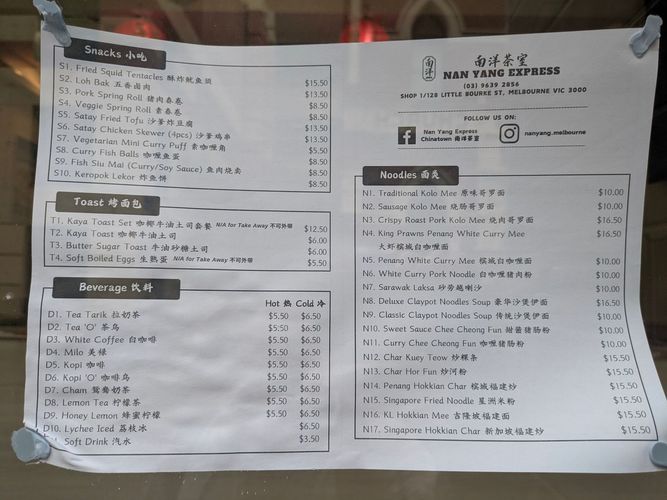 Snacks 小吃
S1. Fried Squid Tentacles 酥炸鱿鱼须 $15.50
S2. Loh Bak 五香卤肉 $8.50
S3. Pork Spring Roll 猪肉春卷 $8.50
S4. Veggie Spring Roll 素春卷 $8.50
S5. Satay Fried Tofu 沙爹炸豆腐 $13.50
S6. Satay Chicken Skewer (4pcs) 沙爹鸡串 $13.50
S7. Vegetarian Mini Curry Puff 素咖喱角 $5.50
S8. Curry Fish Balls 咖喱鱼蛋 $8.50
S9. Fish Siu Mai (Curry/Soy Sauce) 鱼肉烧卖 $8.50
S10. Keropok Lekor 炸鱼饼 $8.50
Toast 烤面包
T1. Kaya Toast Set 咖椰牛油土司套餐 N/A for Take Away 不可外带 $12.50
T2. Kaya Toast 咖椰牛油土司 $6.00
T3. Butter Sugar Toast 牛油砂糖土司 $6.00
T4. Soft Boiled Eggs 生熟蛋 N/A for Take Away 不可外带 $5.50
Beverage 饮料
Hot 热 Cold 冷
D1. Tea Tarik 拉奶茶 $5.50 $6.50
D2. Tea 'O' 茶乌 $5.50 $6.50
D3. White Coffee 白咖啡 $5.50 $6.50
D4. Milo 美禄 $5.50 $6.50
D5. Kopi 咖啡 $5.50 $6.50
D6. Kopi 'O' 咖啡乌 $5.50 $6.50
D7. Cham 鸳鸯奶茶 $5.50 $6.50
D8. Lemon Tea 柠檬茶 $5.50 $6.50
D9. Honey Lemon 蜂蜜柠檬 $5.50 $6.50
D10. Lychee Iced 荔枝冰 $6.50
Soft Drink 汽水 $3.50
南洋
南洋茶室
NAN YANG EXPRESS
(03) 9639 2856
SHOP 1/128 LITTLE BOURKE ST, MELBOURNE VIC 3000
FOLLOW US ON:
Nan Yang Express
Chinatown 南洋茶室
nanyang.melbourne
Noodles 面类
N1. Traditional Kolo Mee 原味哥罗面 $10.00
N2. Sausage Kolo Mee 烧肠哥罗面 $10.00
N3. Crispy Roast Pork Kolo Mee 烧肉哥罗面 $16.50
N4. King Prawns Penang White Curry Mee $16.50
大虾槟城白咖喱面
N5. Penang White Curry Mee 槟城白咖喱面 $10.00
N6. White Curry Pork Noodle 白咖喱猪肉粉 $10.00
N7. Sarawak Laksa 砂劳越喇沙 $10.00
N8. Deluxe Claypot Noodles Soup 豪华沙煲伊面 $16.50
N9. Classic Claypot Noodles Soup 传统沙煲伊面 $10.00
N10. Sweet Sauce Chee Cheong Fun 甜酱猪肠粉 $10.00
N11. Curry Chee Cheong Fun 咖喱猪肠粉 $10.00
N12. Char Kuey Teow 炒粿条 $15.50
N13. Char Hor Fun 炒河粉 $15.50
N14. Penang Hokkian Char 槟城福建炒 $15.50
N15. Singapore Fried Noodle 星洲米粉 $15.50
N16. KL Hokkian Mee 吉隆坡福建面 $15.50
N17. Singapore Hokkian Char 新加坡福建炒 $15.50